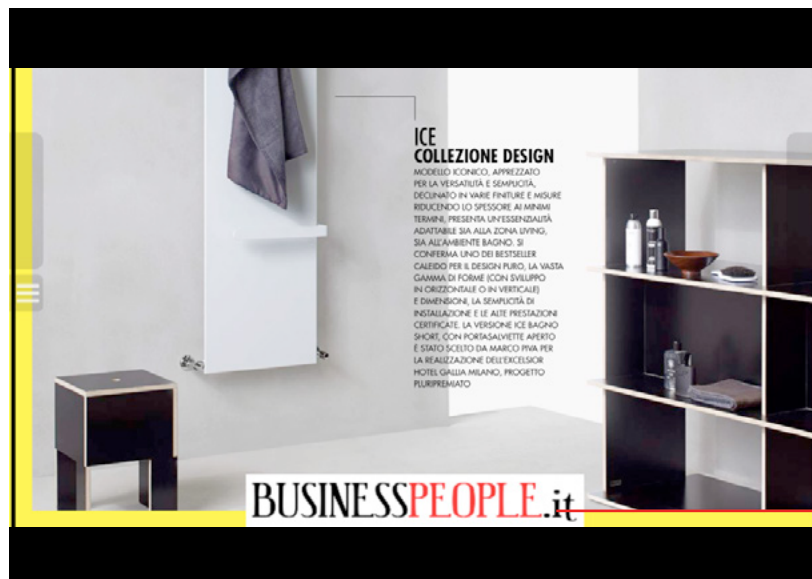 ICE
COLLEZIONE DESIGN
MODELLO ICONICO, APPREZZATO
PER LA VERSATILITÀ E SEMPLICITÀ,
DECLINATO IN VARIE FINITURE E MISURE
RIDUCENDO LO SPESSORE AI MINIMI
TERMINI, PRESENTA UN'ESSENZIALITÀ
ADATTABILE SIA ALLA ZONA LIVING,
SIA ALL'AMBIENTE BAGNO. SI
CONFERMA UNO DEI BESTSELLER
CALEIDO PER IL DESIGN PURO, LA VASTA
GAMMA DI FORME (CON SVILUPPO
IN ORIZZONTALE O IN VERTICALE)
E DIMENSIONI, LA SEMPLICITÀ DI
INSTALLAZIONE E LE ALTE PRESTAZIONI
CERTIFICATE. LA VERSIONE ICE BAGNO
SHORT, CON PORTASALVIETTE APERTO
È STATO SCELTO DA MARCO PIVA PER
LA REALIZZAZIONE DELL'EXCELSIOR
HOTEL GALLIA MILANO, PROGETTO
PLURIPREMIATO
BUSINESSPEOPLE.it